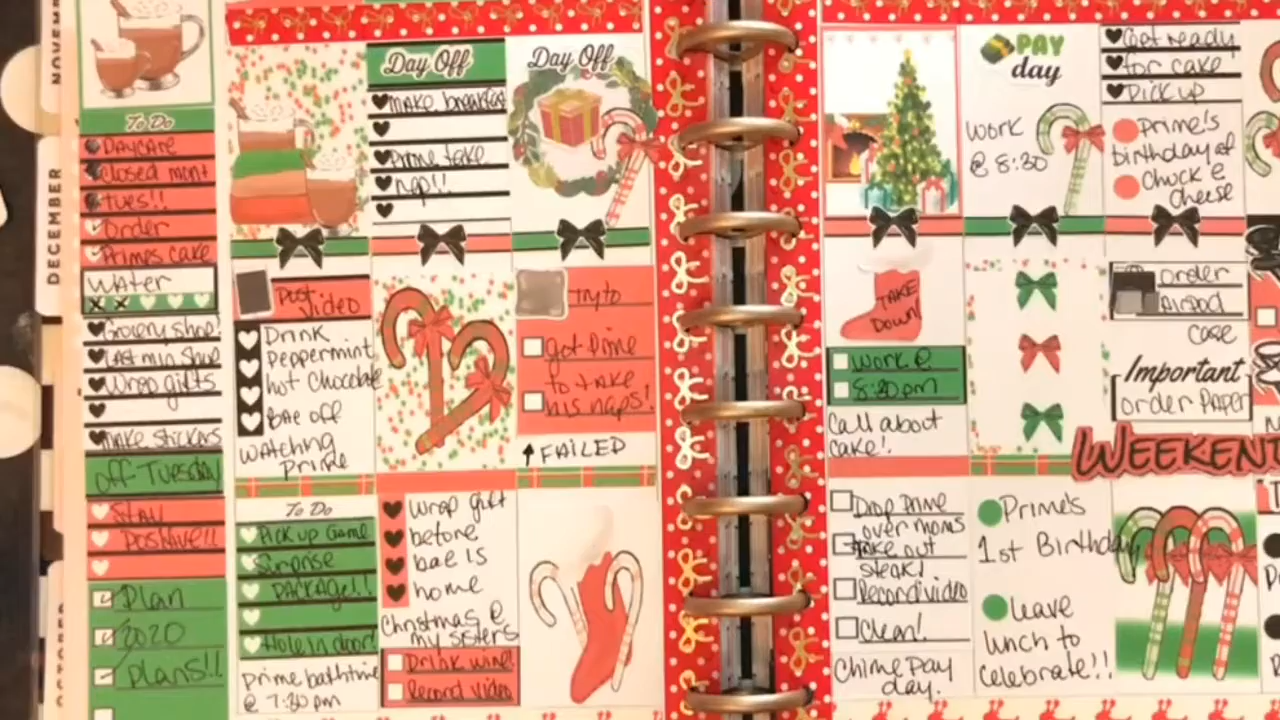 NOVEMBER
DECEMBER
To Do
DAYCARE
closed mon+
tues!!
order
Primes cake
Water
Grocery shop!
Last min shop
Wrap gifts
make stickers
off Tuesday
Stay
Positive!!
Plan
2020
Plans!!
Post
video
Drink
Peppermint
hot chocolate
bae off
watching
Prime
To Do
Pick up Game
Surprise
PACKAGE!!
Hole in door!
Prime bathtime
@ 7:30 pm
Day Off
make breakfast
Prime take
nap!!
Wrap gift
before
bae is
home
Christmas @
my sisters
Drink wine!
Record video
Day Off
Try to
get Prime
to take
his naps!
↑ FAILED
TAKE
DOWN!
Work @
8:30pm
Call about
cake!
Drop Prime
over moms
Take out
steak!
Record video
Clean!
Chime Pay
day.
PAY
day
WORK
@ 8:30
Prime's
1st Birthday
leave
lunch to
celebrate!!
Get ready
for cake
pick up
Prime's
birthday at
Chuck e
Cheese
order
Airpod
case
Important
order Paper
WEEKEND